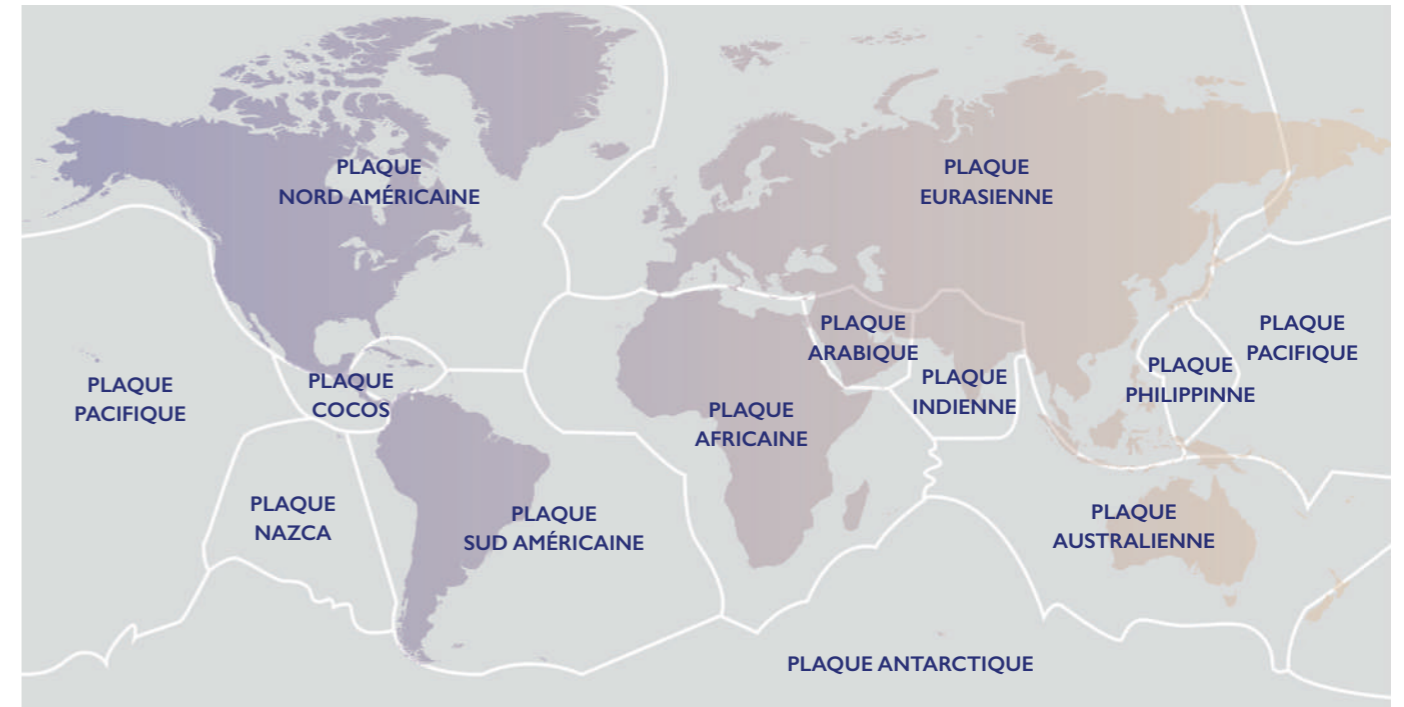 PLAQUE
NORD AMÉRICAINE
PLAQUE
EURASIENNE
PLAQUE
ARABIQUE
PLAQUE
PACIFIQUE
PLAQUE
PHILIPPINNE
PLAQUE
INDIENNE
PLAQUE
COCOS
PLAQUE
PACIFIQUE
PLAQUE
AFRICAINE
PLAQUE
NAZCA
PLAQUE
SUD AMÉRICAINE
PLAQUE
AUSTRALIENNE
PLAQUE ANTARCTIQUE